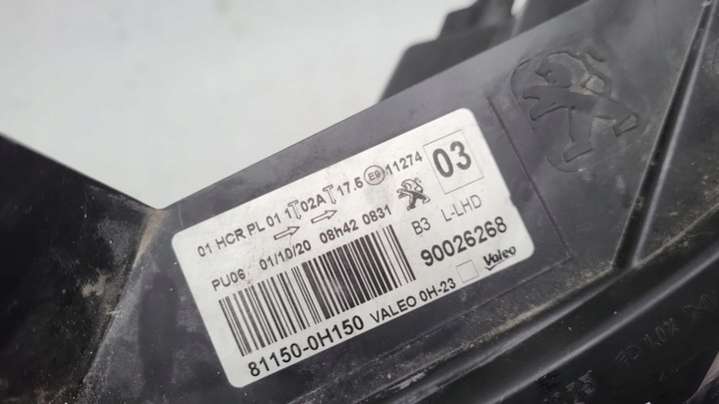 01 HCR PL 01 1 02A 17.5 E9 11274
03
PU06 01/10/20 08h42 0831
B3 L-LHD
90026268
81150-0H150 VALEO 0H-23
Valeo